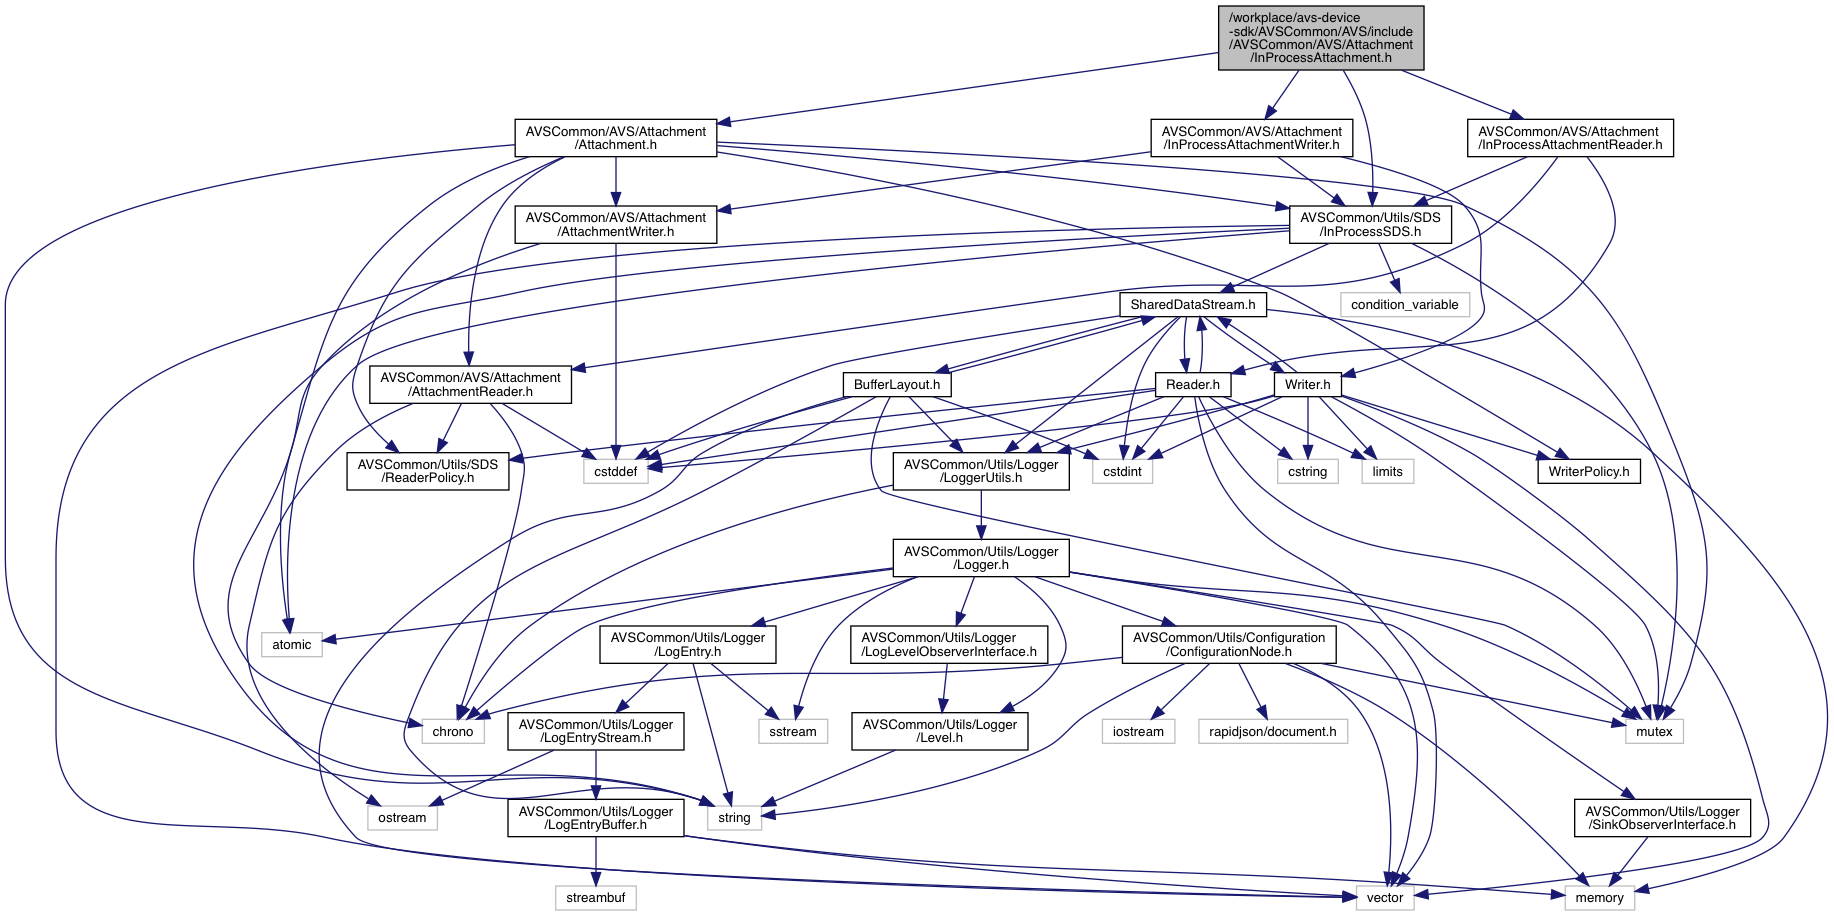 /workplace/avs-device
-sdk/AVSCommon/AVS/include
/AVSCommon/AVS/Attachment
/InProcessAttachment.h
AVSCommon/AVS/Attachment
/Attachment.h
AVSCommon/AVS/Attachment
/InProcessAttachmentWriter.h
AVSCommon/AVS/Attachment
/InProcessAttachmentReader.h
AVSCommon/AVS/Attachment
/AttachmentWriter.h
AVSCommon/Utils/SDS
/InProcessSDS.h
SharedDataStream.h
condition_variable
AVSCommon/AVS/Attachment
/AttachmentReader.h
BufferLayout.h
Reader.h
Writer.h
AVSCommon/Utils/SDS
/ReaderPolicy.h
cstddef
AVSCommon/Utils/Logger
/LoggerUtils.h
cstdint
cstring
limits
WriterPolicy.h
AVSCommon/Utils/Logger
/Logger.h
atomic
AVSCommon/Utils/Logger
/LogEntry.h
AVSCommon/Utils/Logger
/LogLevelObserverInterface.h
AVSCommon/Utils/Configuration
/ConfigurationNode.h
chrono
AVSCommon/Utils/Logger
/LogEntryStream.h
sstream
AVSCommon/Utils/Logger
/Level.h
iostream
rapidjson/document.h
mutex
ostream
AVSCommon/Utils/Logger
/LogEntryBuffer.h
string
AVSCommon/Utils/Logger
/SinkObserverInterface.h
streambuf
vector
memory